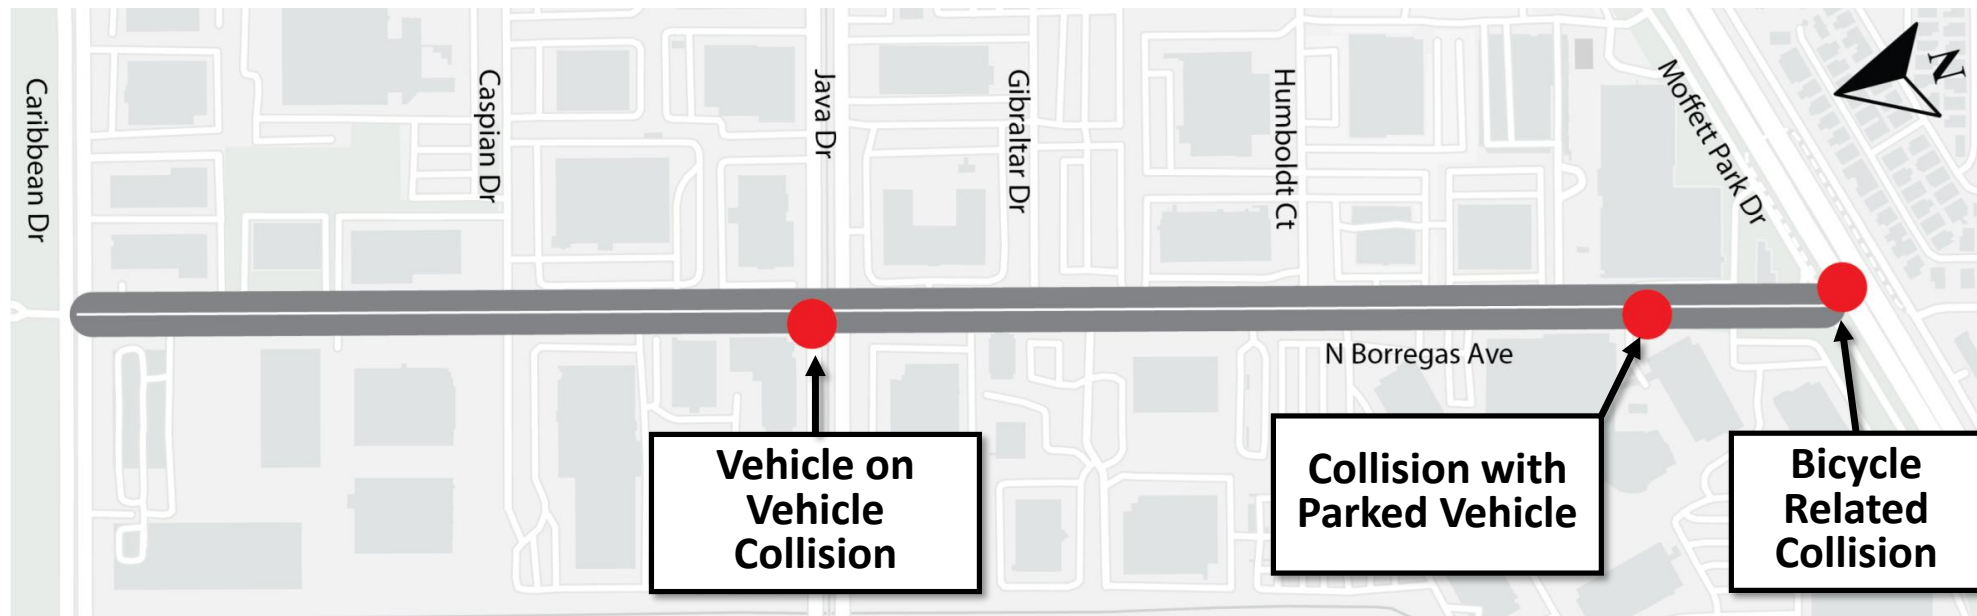 Caribbean Dr
Caspian Dr
Java Dr
Gibraltar Dr
Humboldt Ct
Moffett Park Dr
N
N Borregas Ave
Vehicle on
Vehicle
Collision
Collision with
Parked Vehicle
Bicycle
Related
Collision